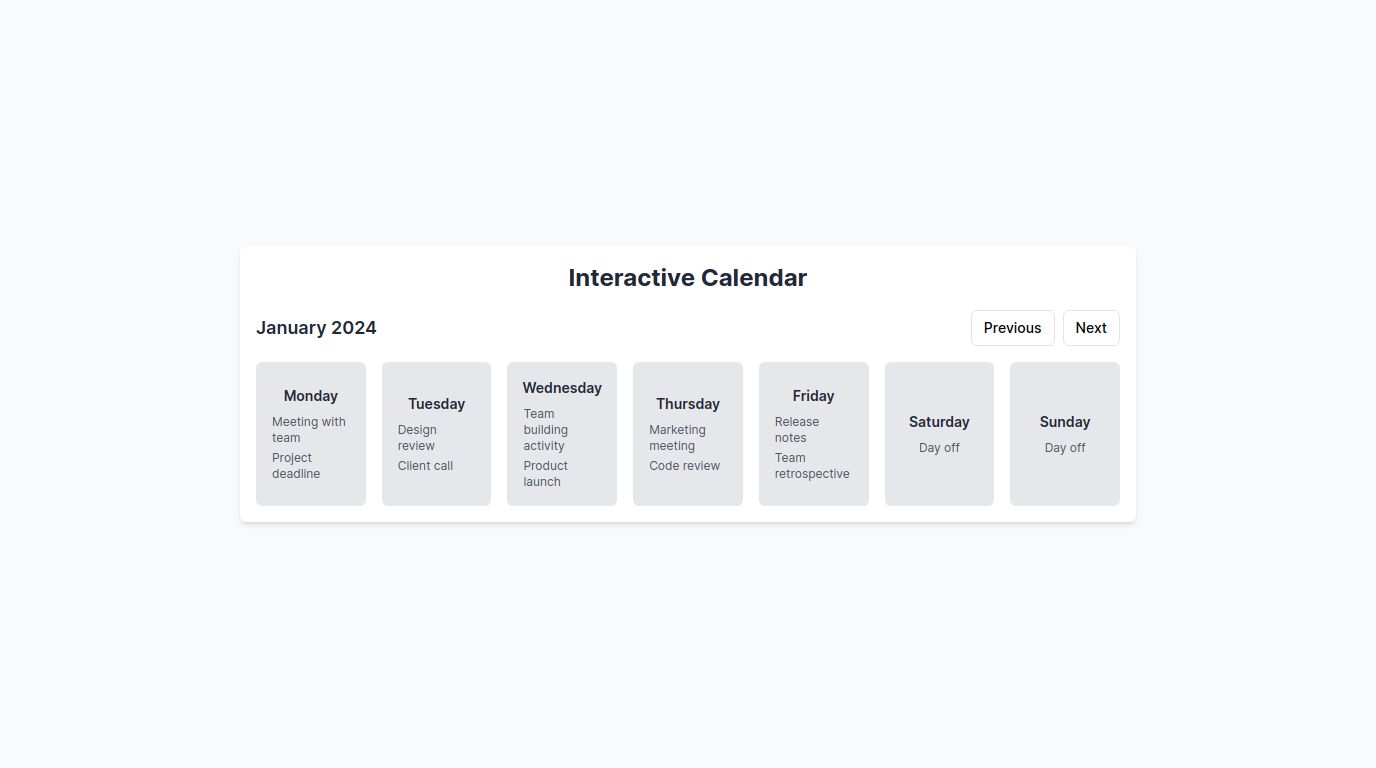 Interactive Calendar
January 2024
Previous
Next
Monday
Meeting with
team
Project
deadline
Tuesday
Design
review
Client call
Wednesday
Team
building
activity
Product
launch
Thursday
Marketing
meeting
Code review
Friday
Release
notes
Team
retrospective
Saturday
Day off
Sunday
Day off